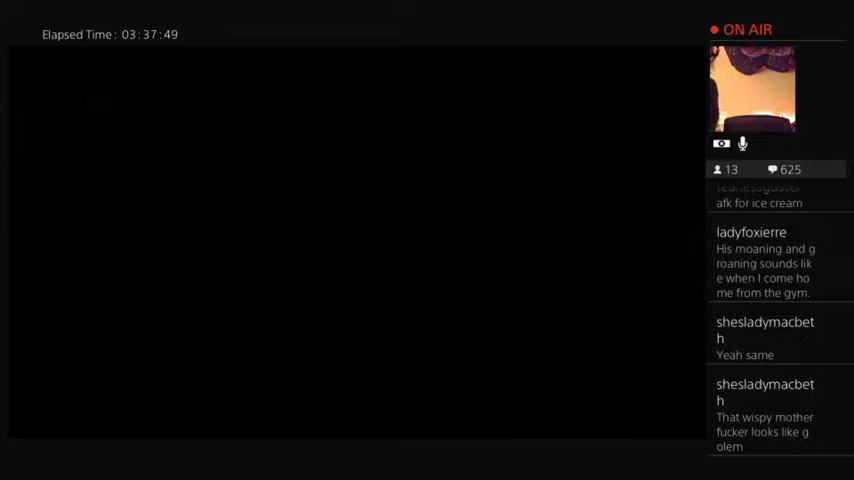 Elapsed Time: 03:37:49
ON AIR
13 625
afk for ice cream
ladyfoxierre
His moaning and g
roaning sounds lik
e when I come ho
me from the gym.
shesladymacbet
h
Yeah same
shesladymacbet
h
That wispy mother
fucker looks like g
olem